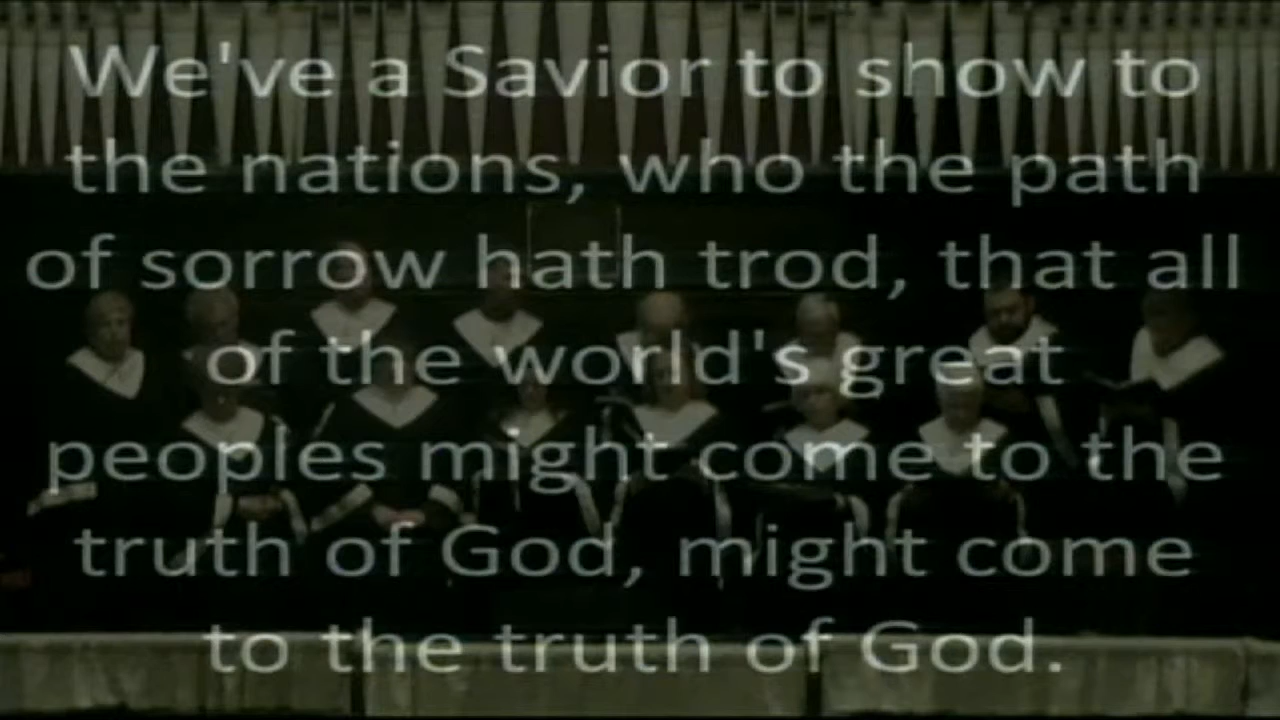 We've a Savior to show to
the nations, who the path
of sorrow hath trod, that all
of the world's great
peoples might come to the
truth of God, might come
to the truth of God.